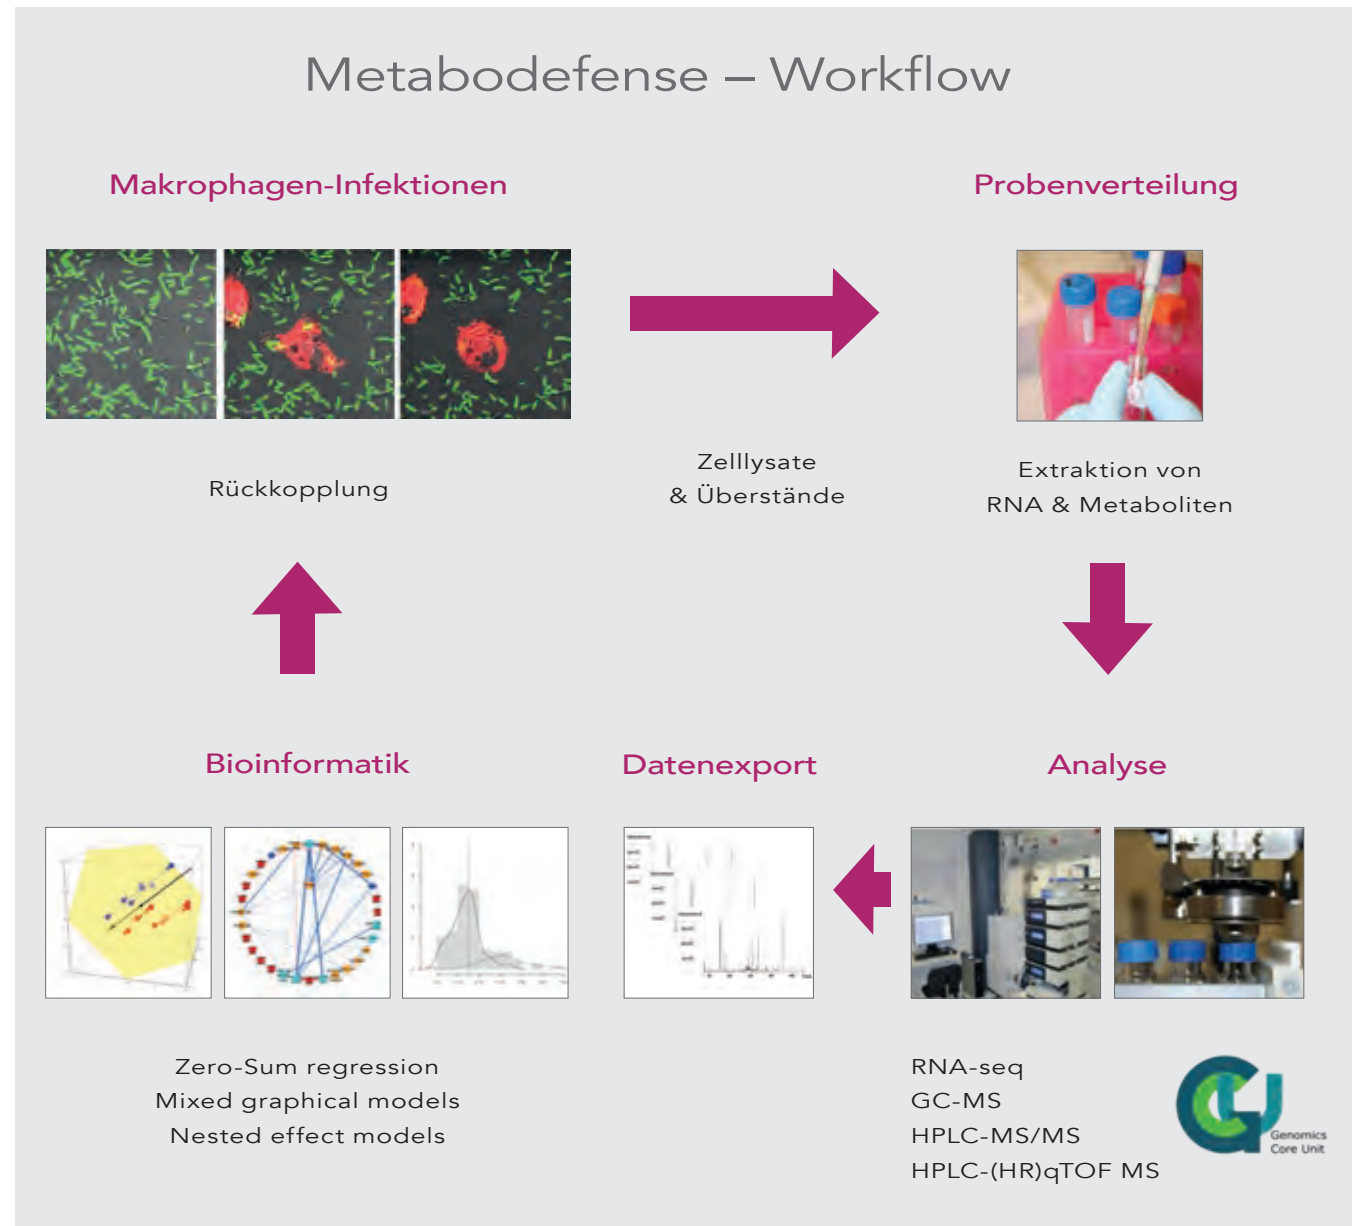 Metabodefense – Workflow
Makrophagen-Infektionen
Probenverteilung
Rückkopplung
Zelllysate
& Überstände
Extraktion von
RNA & Metaboliten
Bioinformatik
Datenexport
Analyse
Zero-Sum regression
Mixed graphical models
Nested effect models
RNA-seq
GC-MS
HPLC-MS/MS
HPLC-(HR)qTOF MS
Genomics
Core Unit